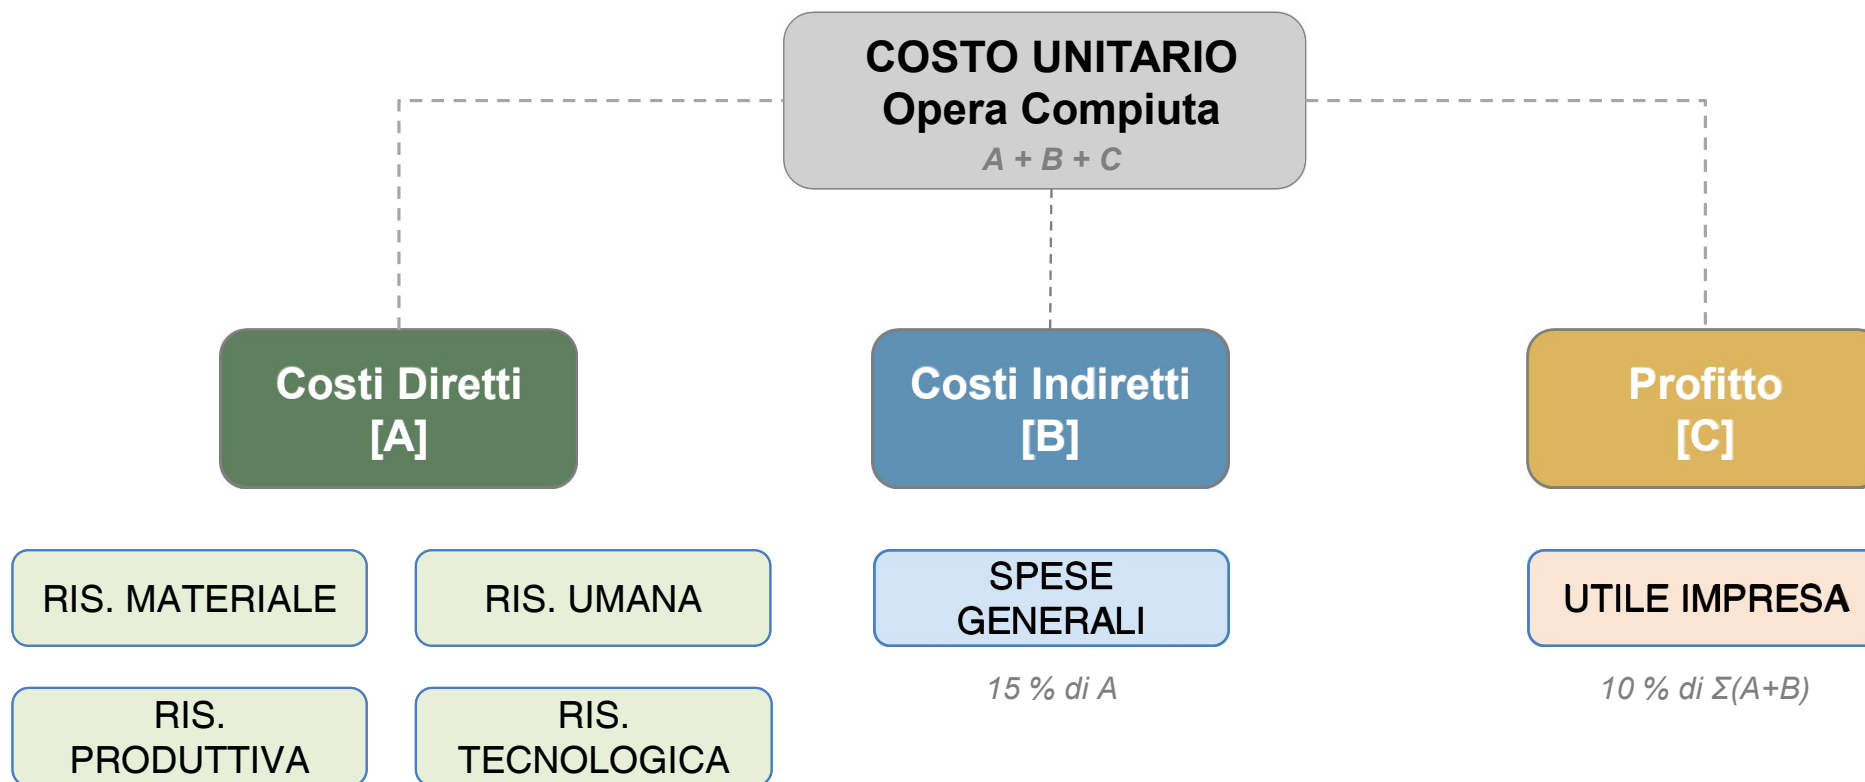 COSTO UNITARIO
Opera Compiuta
A + B + C
Costi Diretti
[A]
Costi Indiretti
[B]
Profitto
[C]
RIS. MATERIALE
RIS. UMANA
SPESE
GENERALI
UTILE IMPRESA
15 % di A
10 % di Σ(A+B)
RIS.
PRODUTTIVA
RIS.
TECNOLOGICA